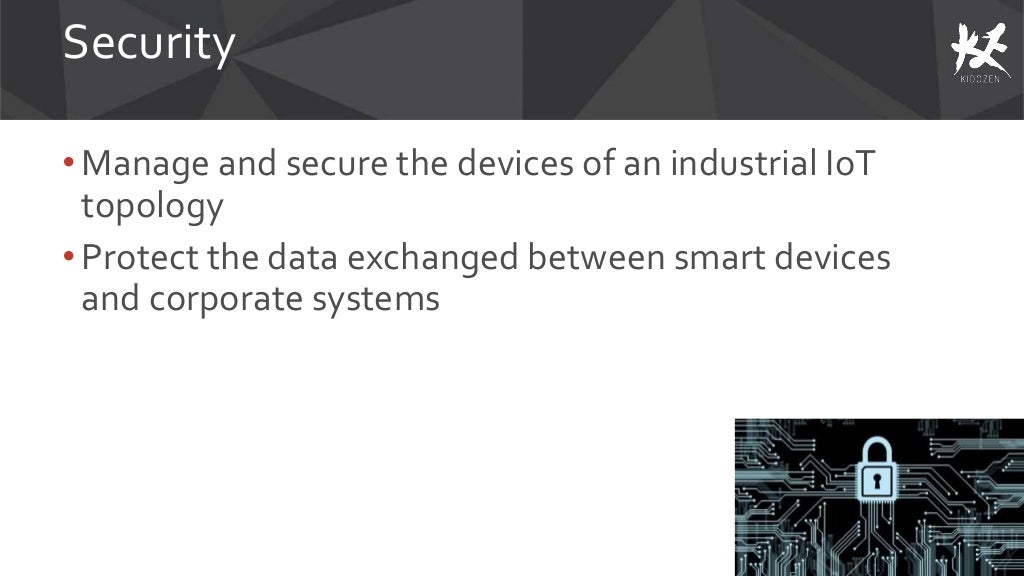 Security
KIDOZEN
• Manage and secure the devices of an industrial IoT
topology
• Protect the data exchanged between smart devices
and corporate systems